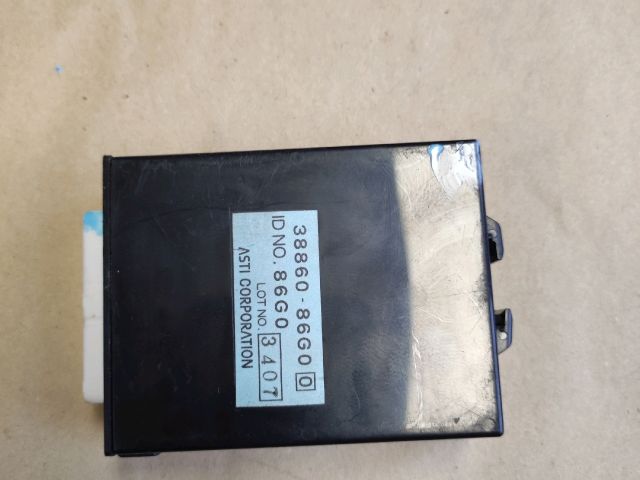 38860-86G0 0
ID NO. 86G0
LOT NO. 3407
ASTI CORPORATION